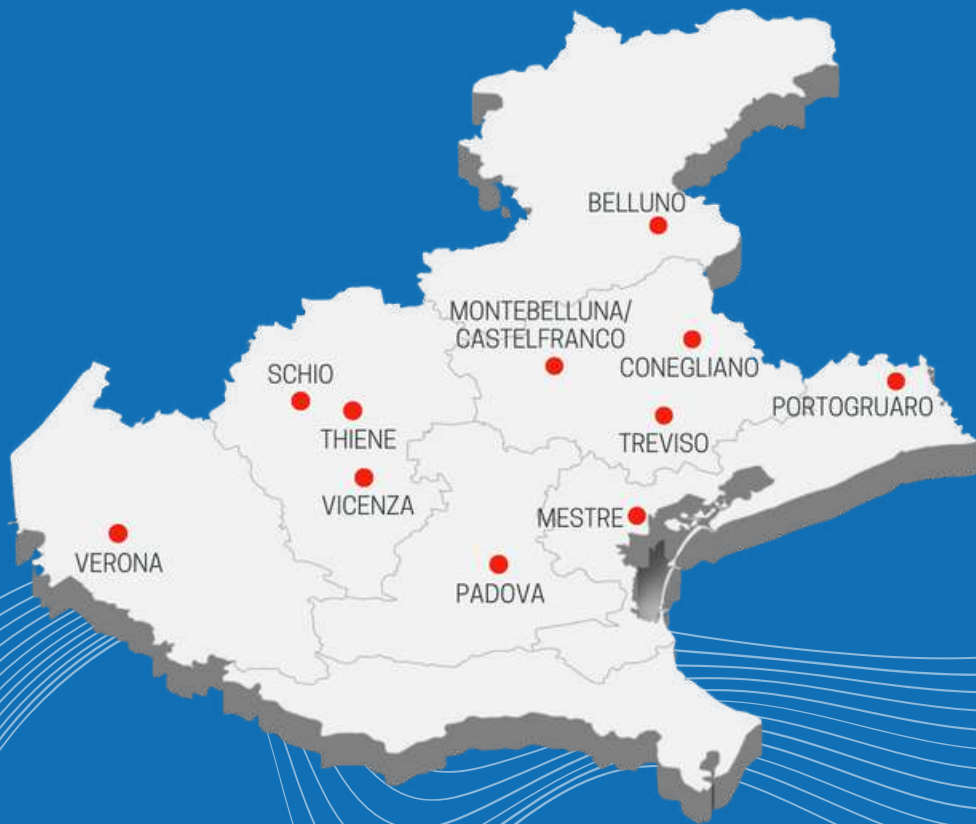 BELLUNO
MONTEBELLUNA/
CASTELFRANCO
CONEGLIANO
SCHIO
PORTOGRUARO
THIENE
TREVISO
VICENZA
MESTRE
VERONA
PADOVA